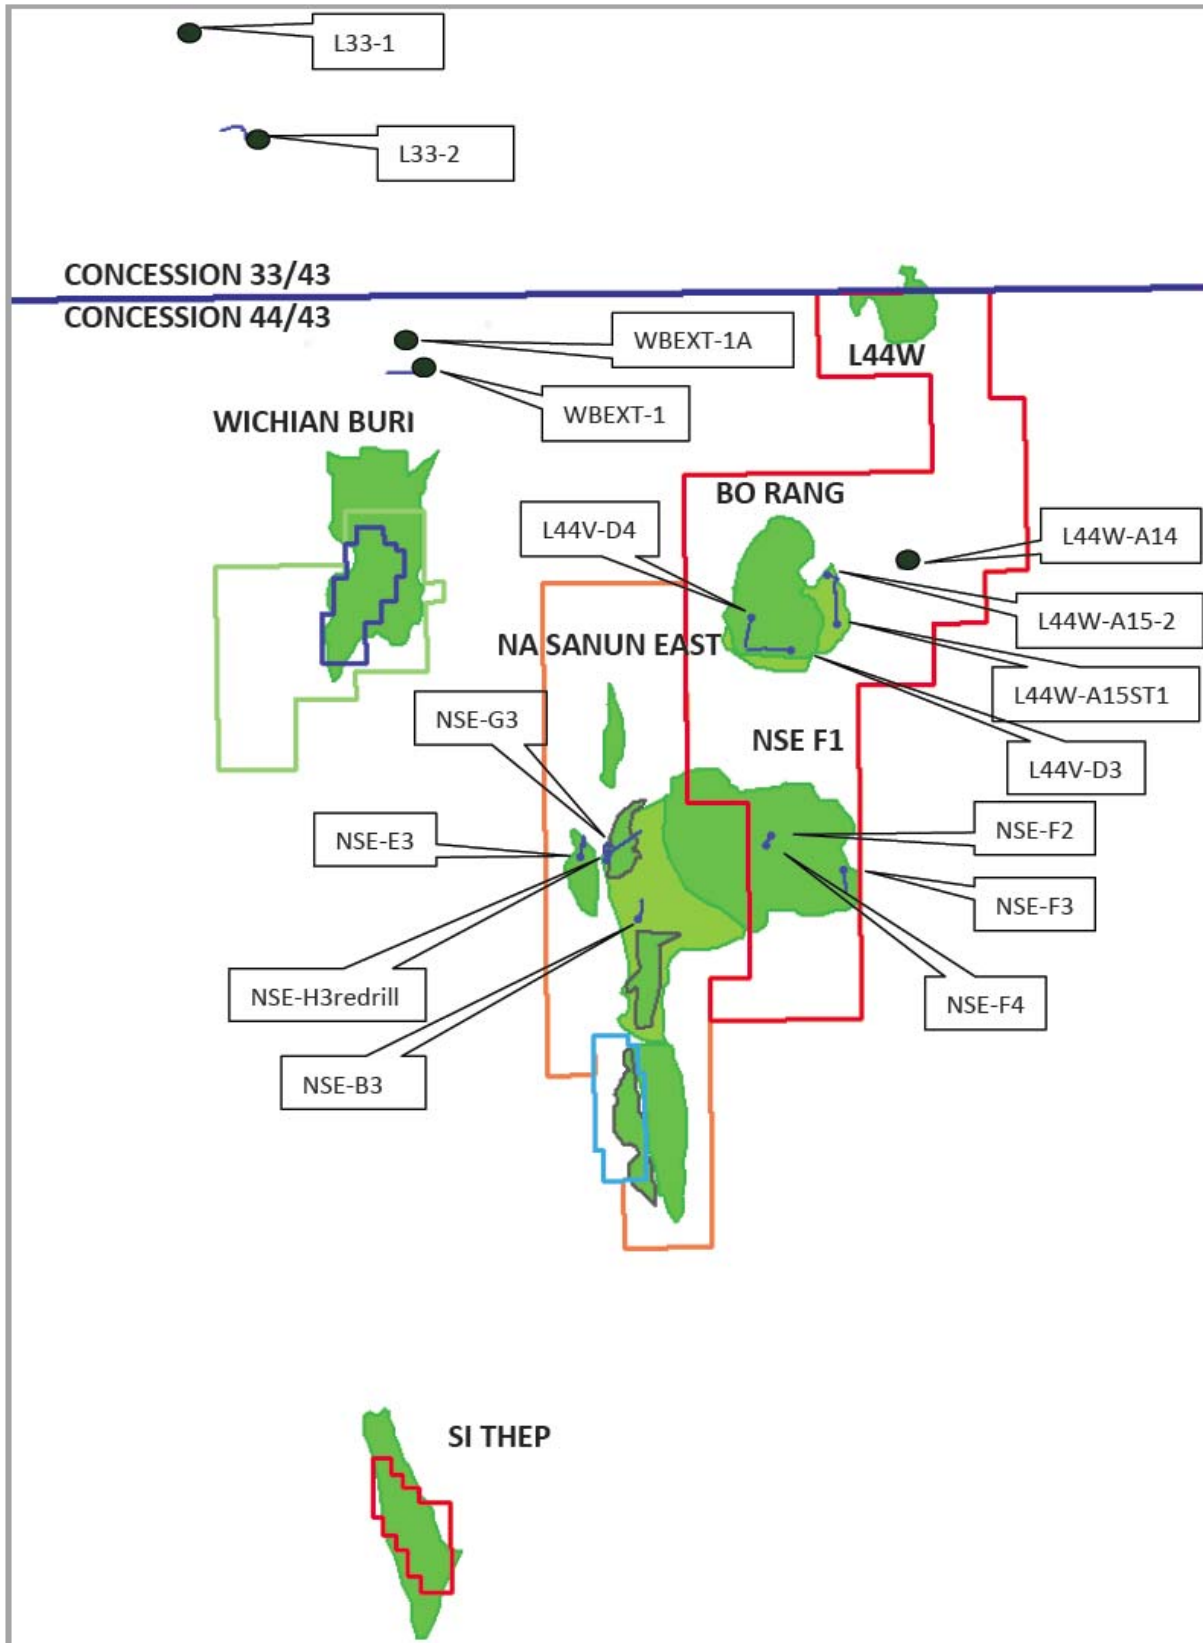 L33-1
L33-2
CONCESSION 33/43
CONCESSION 44/43
WBEXT-1A
L44W
WBEXT-1
WICHIAN BURI
BO RANG
L44V-D4
L44W-A14
L44W-A15-2
NA SANUN EAST
L44W-A15ST1
NSE-G3
NSE F1
L44V-D3
NSE-E3
NSE-F2
NSE-F3
NSE-H3redrill
NSE-F4
NSE-B3
SI THEP